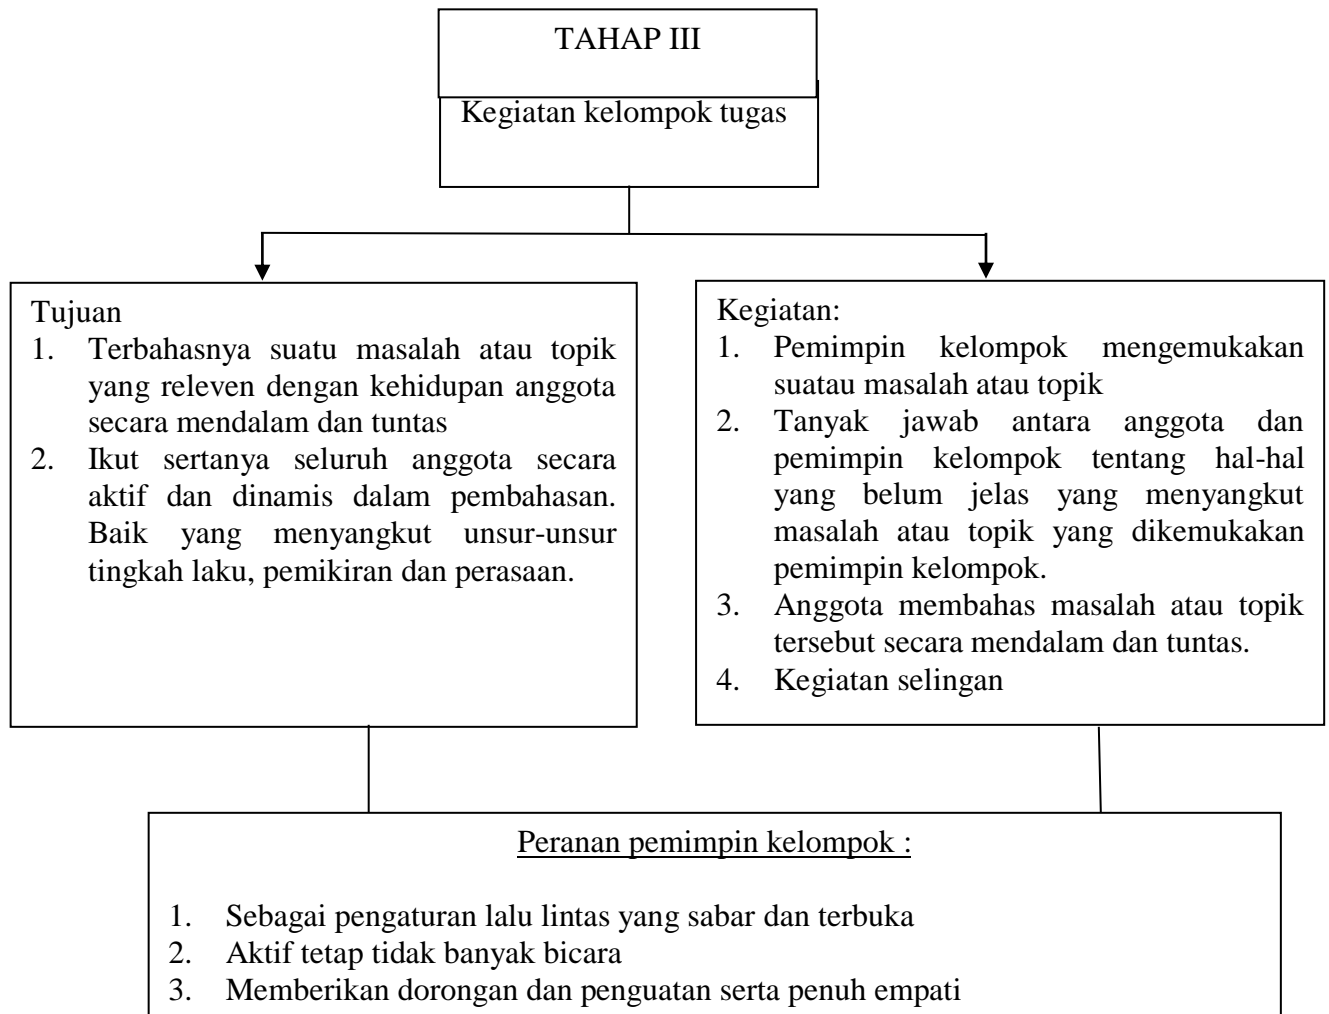 TAHAP III
Kegiatan kelompok tugas
Tujuan
1. Terbahasnya suatu masalah atau topik
yang releven dengan kehidupan anggota
secara mendalam dan tuntas
2. Ikut sertanya seluruh anggota secara
aktif dan dinamis dalam pembahasan.
Baik yang menyangkut unsur-unsur
tingkah laku, pemikiran dan perasaan.
Kegiatan:
1. Pemimpin kelompok mengemukakan
suatau masalah atau topik
2. Tanyak jawab antara anggota dan
pemimpin kelompok tentang hal-hal
yang belum jelas yang menyangkut
masalah atau topik yang dikemukakan
pemimpin kelompok.
3. Anggota membahas masalah atau topik
tersebut secara mendalam dan tuntas.
4. Kegiatan selingan
Peranan pemimpin kelompok :
1. Sebagai pengaturan lalu lintas yang sabar dan terbuka
2. Aktif tetap tidak banyak bicara
3. Memberikan dorongan dan penguatan serta penuh empati